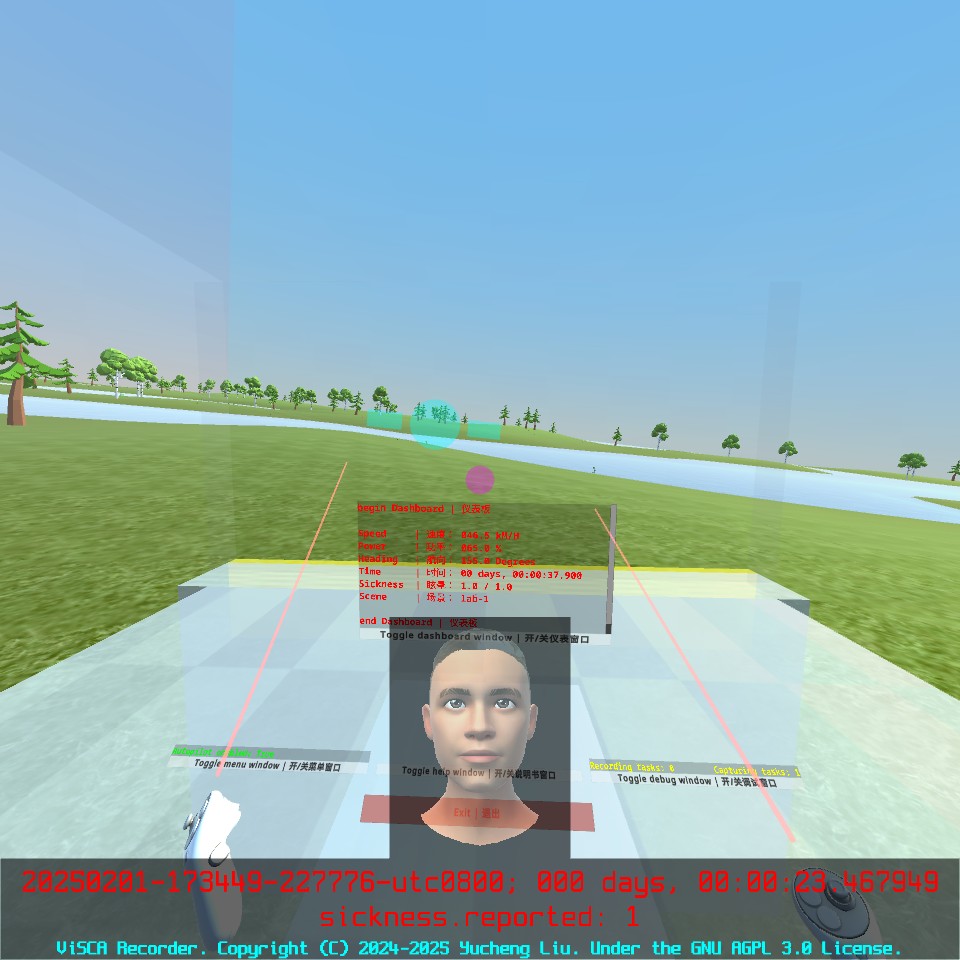 begin Dashboard | 仪表板
Speed | 速度: 046.5 kM/H
Power | 功率: 065.0 %
Heading | 航向: 356.0 Degrees
Time | 时间: 00 days, 00:00:37.900
Sickness | 眩晕: 1.0 / 1.0
Scene | 场景: lab-1
end Dashboard | 仪表板
Toggle dashboard window | 开/关仪表窗口
Toggle menu window | 开/关菜单窗口
Toggle help window | 开/关说明书窗口
Recording tasks: 0 Capturing tasks: 1
Toggle debug window | 开/关调试窗口
Exit | 退出
20250201-173449-227776-utc0800; 000 days, 00:00:23.467949
sickness.reported: 1
ViSCA Recorder. Copyright (C) 2024-2025 Yucheng Liu. Under the GNU AGPL 3.0 License.